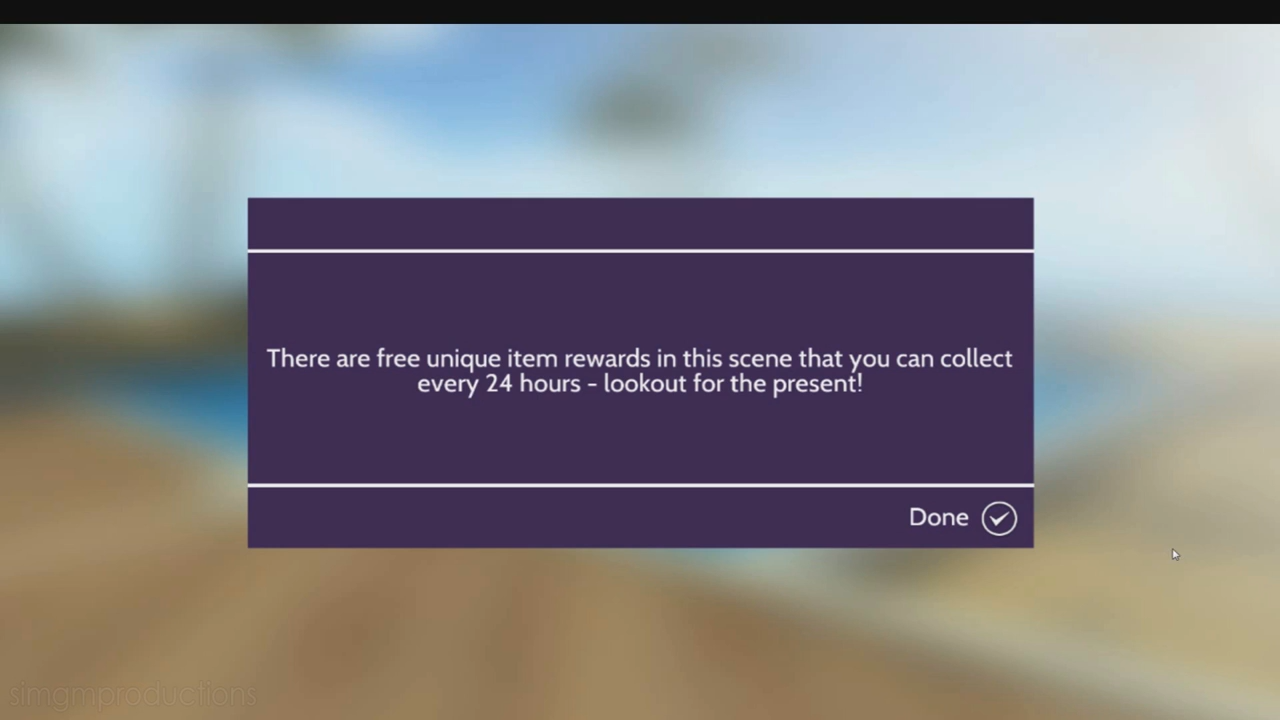 There are free unique item rewards in this scene that you can collect
every 24 hours - lookout for the present!
Done
simgmproductions